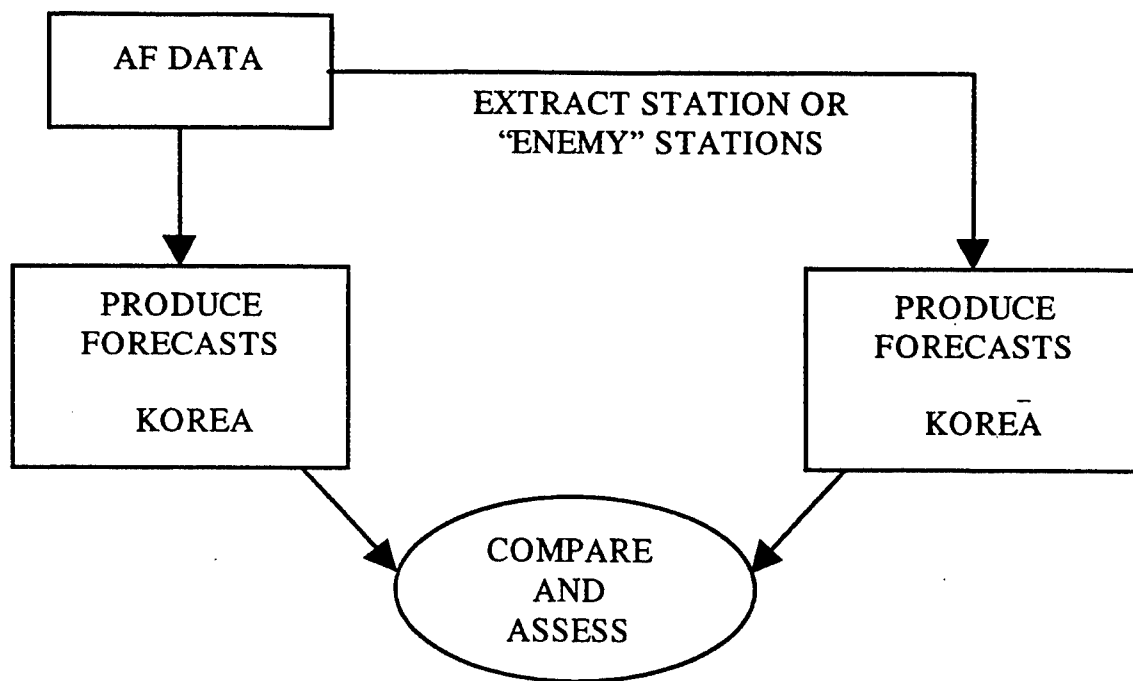 AF DATA
EXTRACT STATION OR
“ENEMY” STATIONS
PRODUCE
FORECASTS
KOREA
PRODUCE
FORECASTS
KOREA
COMPARE
AND
ASSESS